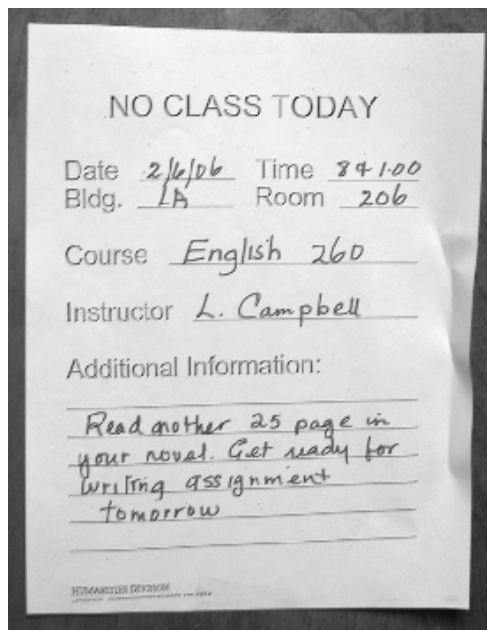 NO CLASS TODAY
Date 2/6/06 Time 8 & 1:00
Bldg. LA Room 206
Course English 260
Instructor L. Campbell
Additional Information:
Read another 25 page in
your novel. Get ready for
writing assignment
tomorrow
HUMANITIES DIVISION